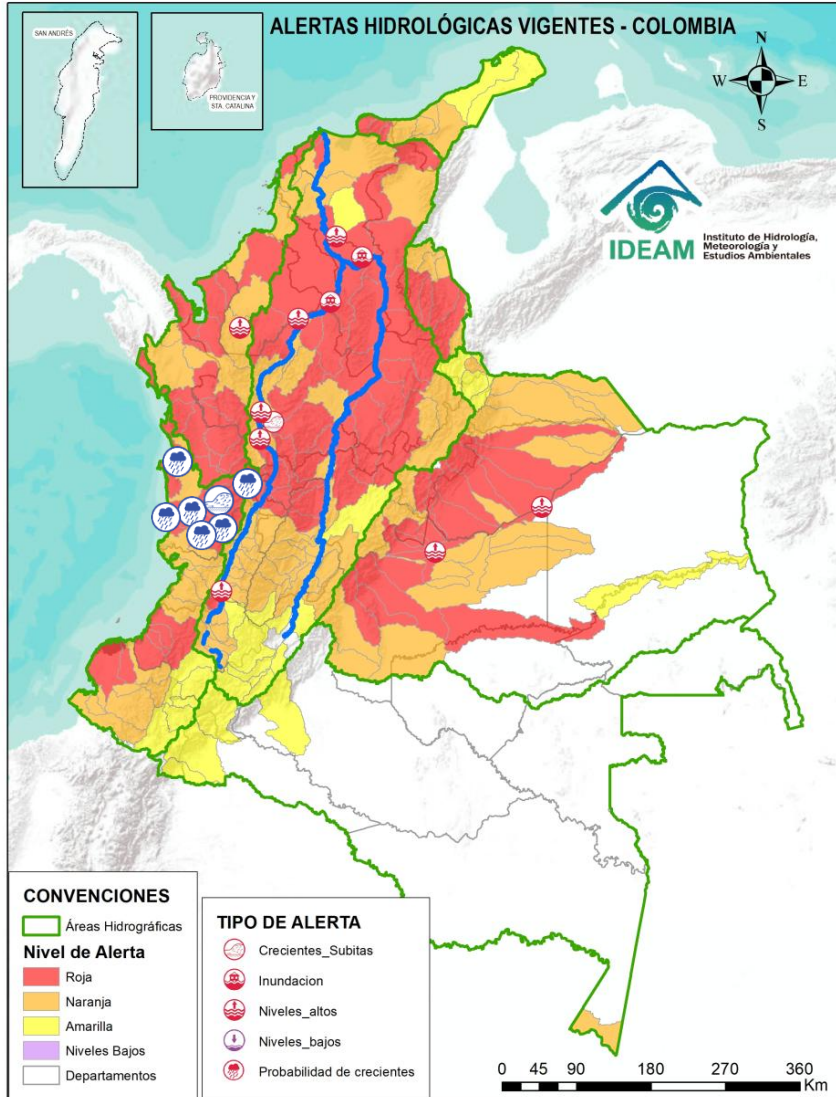 ALERTAS HIDROLÓGICAS VIGENTES - COLOMBIA
SAN ANDRÉS
PROVIDENCIA Y
STA. CATALINA
N
W
E
S
IDEAM
Instituto de Hidrología,
Meteorología y
Estudios Ambientales
CONVENCIONES
Áreas Hidrográficas
Nivel de Alerta
Roja
Naranja
Amarilla
Niveles Bajos
Departamentos
TIPO DE ALERTA
Crecientes_Subitas
Inundacion
Niveles_altos
Niveles_bajos
Probabilidad de crecientes
0 45 90 180 270 360
Km